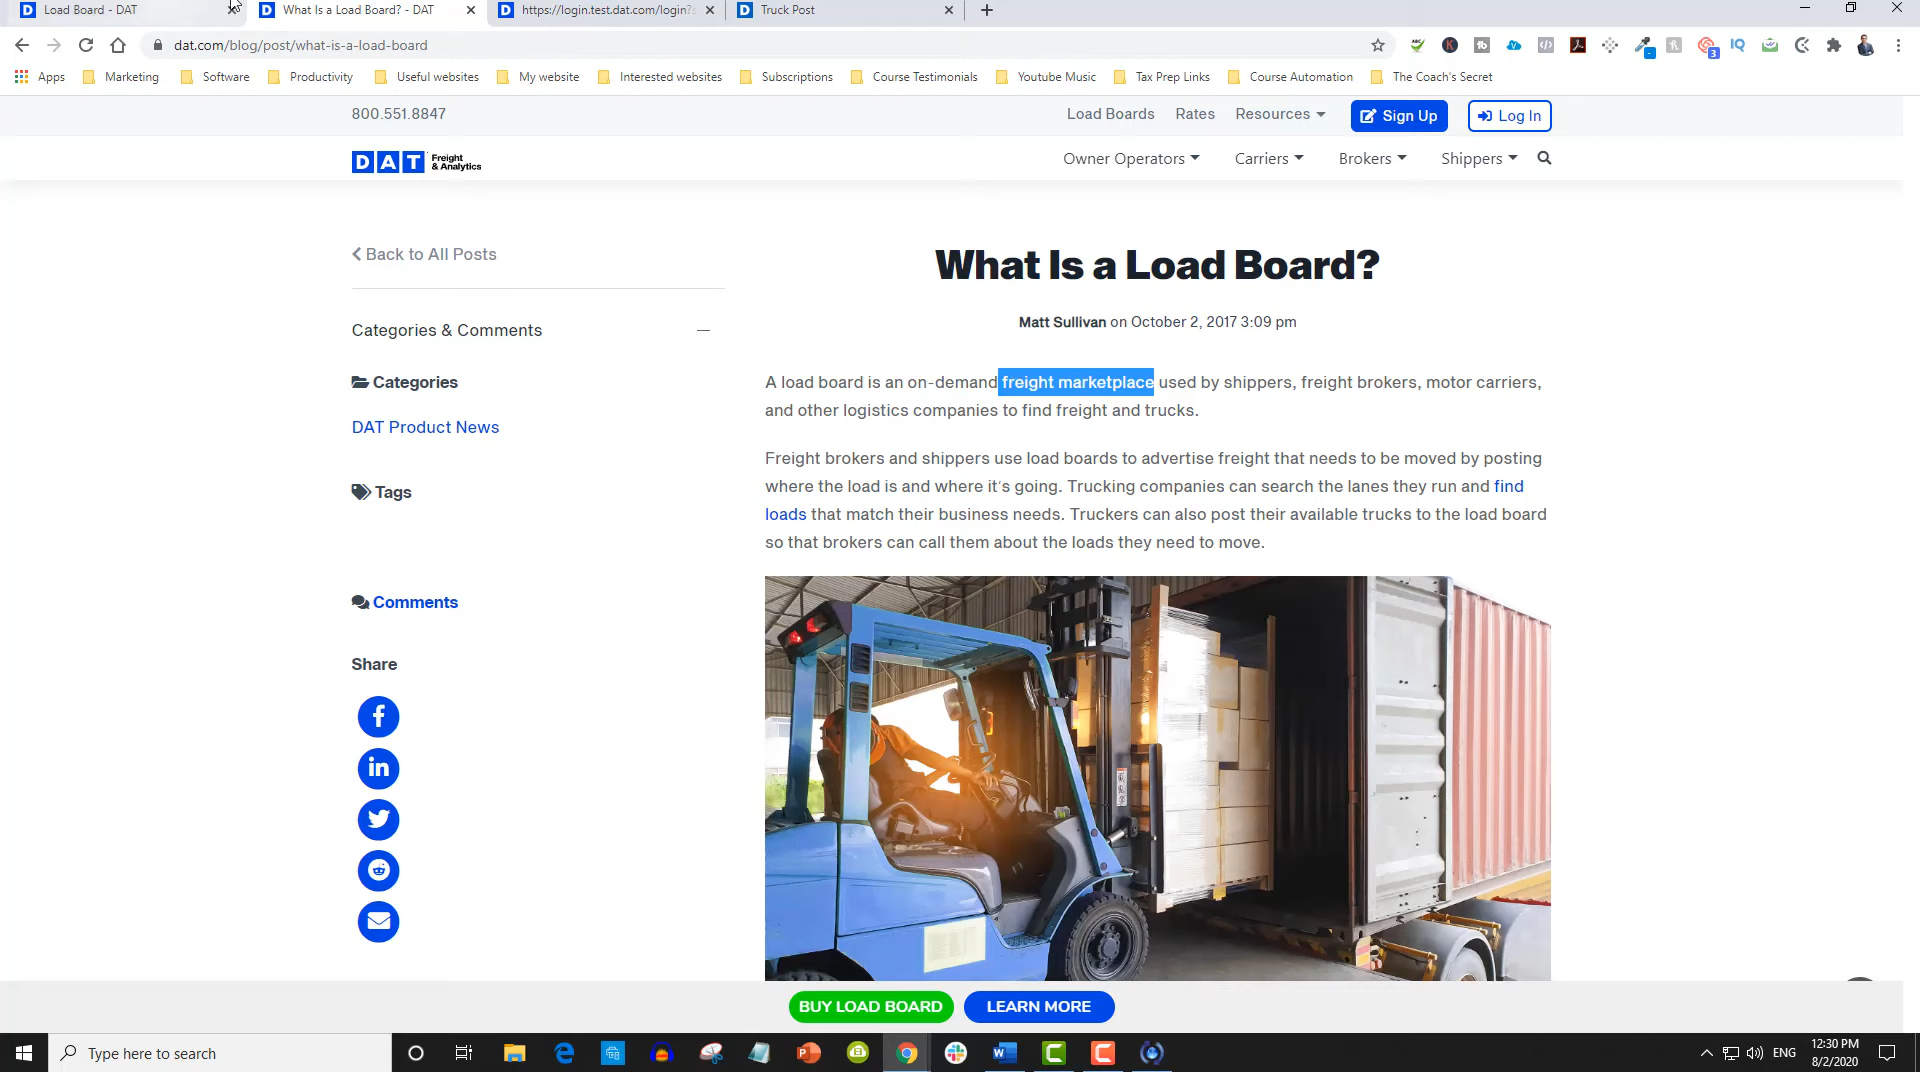 Load Board - DAT
What Is a Load Board? - DAT
https://login.test.dat.com/login?s
Truck Post
dat.com/blog/post/what-is-a-load-board
Apps
Marketing
Software
Productivity
Useful websites
My website
Interested websites
Subscriptions
Course Testimonials
Youtube Music
Tax Prep Links
Course Automation
The Coach's Secret
800.551.8847
Load Boards
Rates
Resources
Sign Up
Log In
DAT Freight
& Analytics
Owner Operators
Carriers
Brokers
Shippers
Back to All Posts
What Is a Load Board?
Matt Sullivan on October 2, 2017 3:09 pm
Categories & Comments
Categories
DAT Product News
Tags
Comments
Share
A load board is an on-demand freight marketplace used by shippers, freight brokers, motor carriers,
and other logistics companies to find freight and trucks.
Freight brokers and shippers use load boards to advertise freight that needs to be moved by posting
where the load is and where it's going. Trucking companies can search the lanes they run and find
loads that match their business needs. Truckers can also post their available trucks to the load board
so that brokers can call them about the loads they need to move.
BUY LOAD BOARD
LEARN MORE
Type here to search
ENG
12:30 PM
8/2/2020